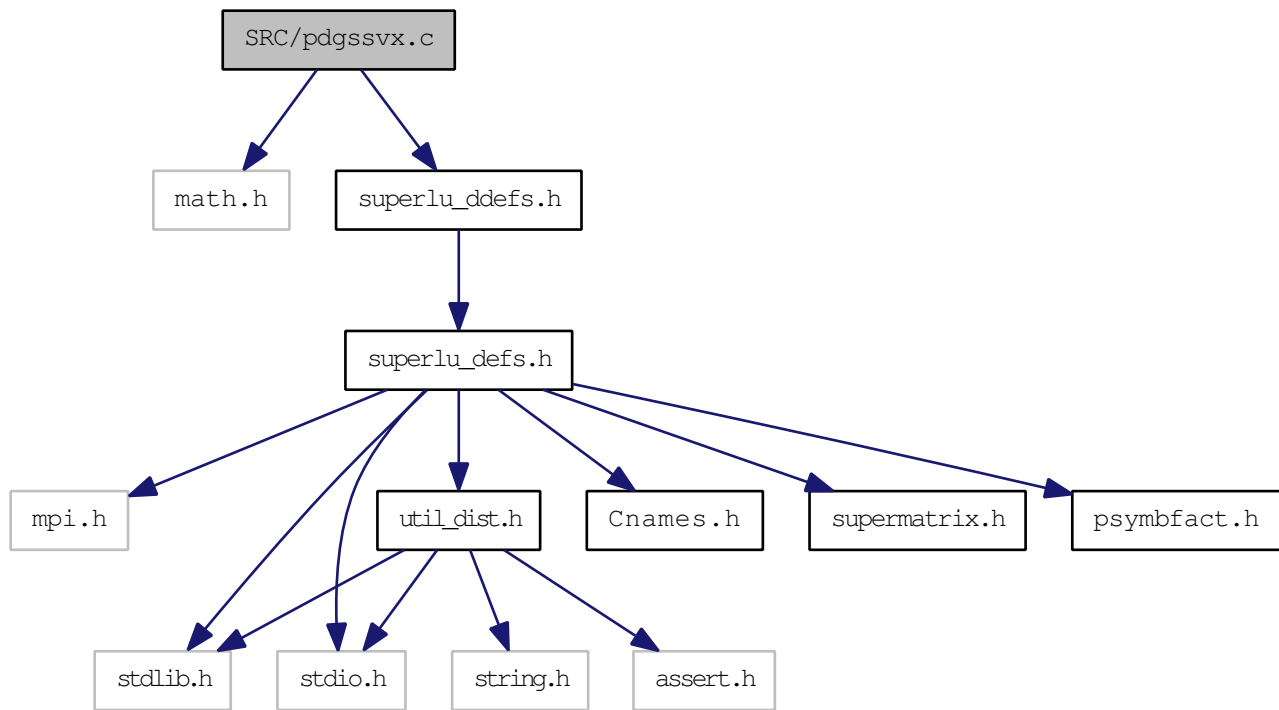 SRC/pdgssvx.c
math.h
superlu_ddefs.h
superlu_defs.h
mpi.h
util_dist.h
Cnames.h
supermatrix.h
psymbfact.h
stdlib.h
stdio.h
string.h
assert.h